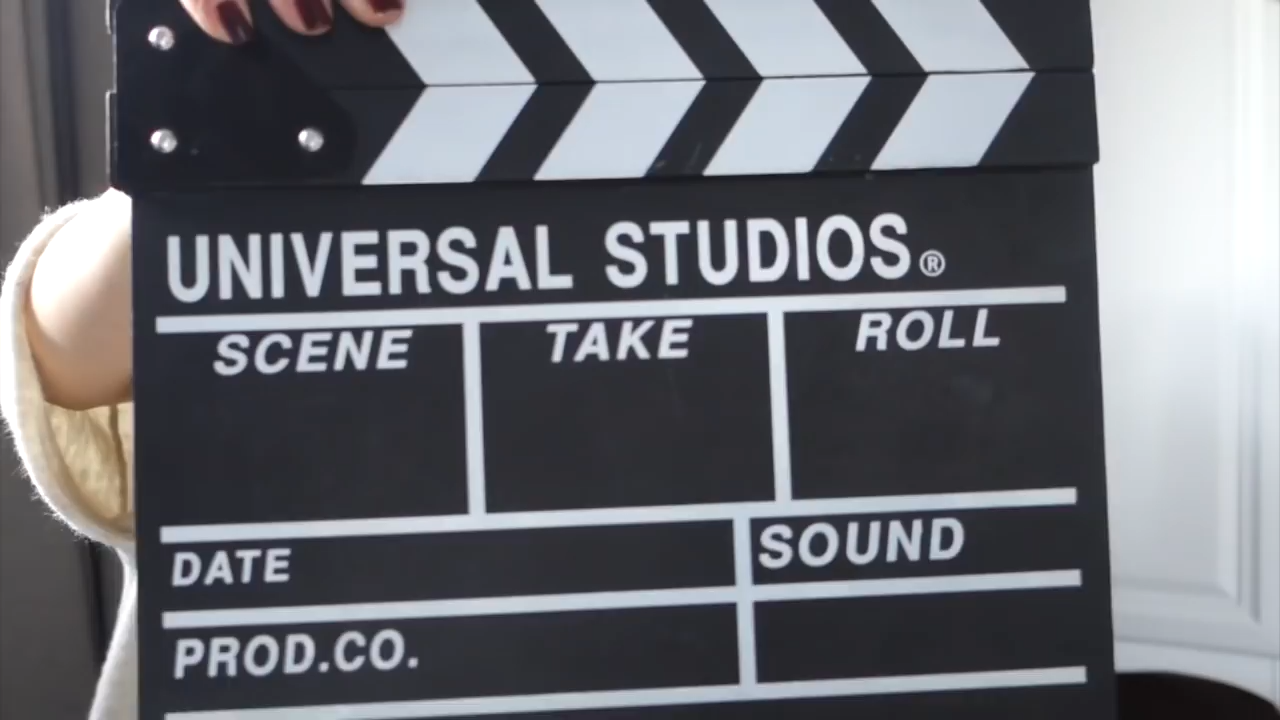 UNIVERSAL STUDIOS®
SCENE TAKE ROLL
DATE SOUND
PROD.CO.